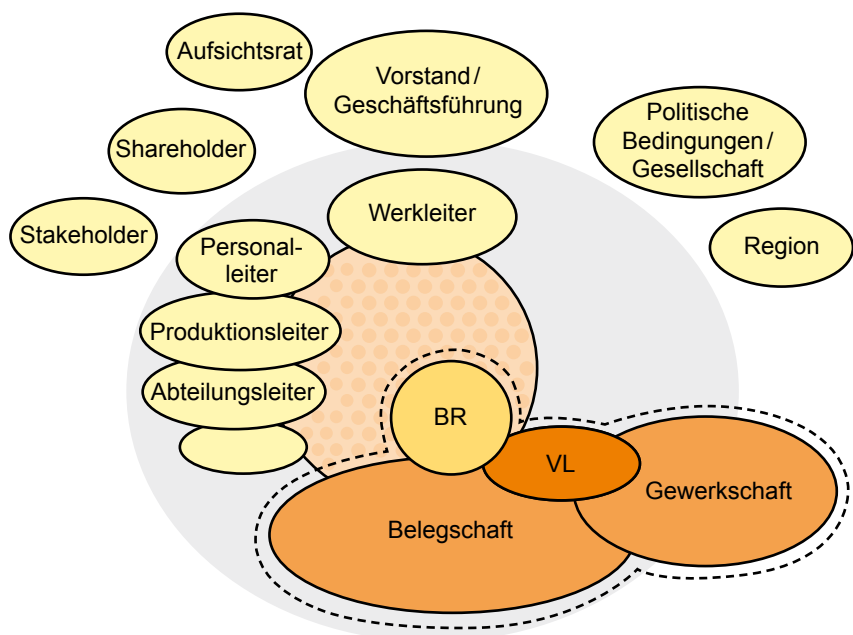 Aufsichtsrat
Vorstand /
Geschäftsführung
Politische
Bedingungen /
Gesellschaft
Shareholder
Stakeholder
Werkleiter
Personal-
leiter
Region
Produktionsleiter
Abteilungsleiter
BR
VL
Gewerkschaft
Belegschaft